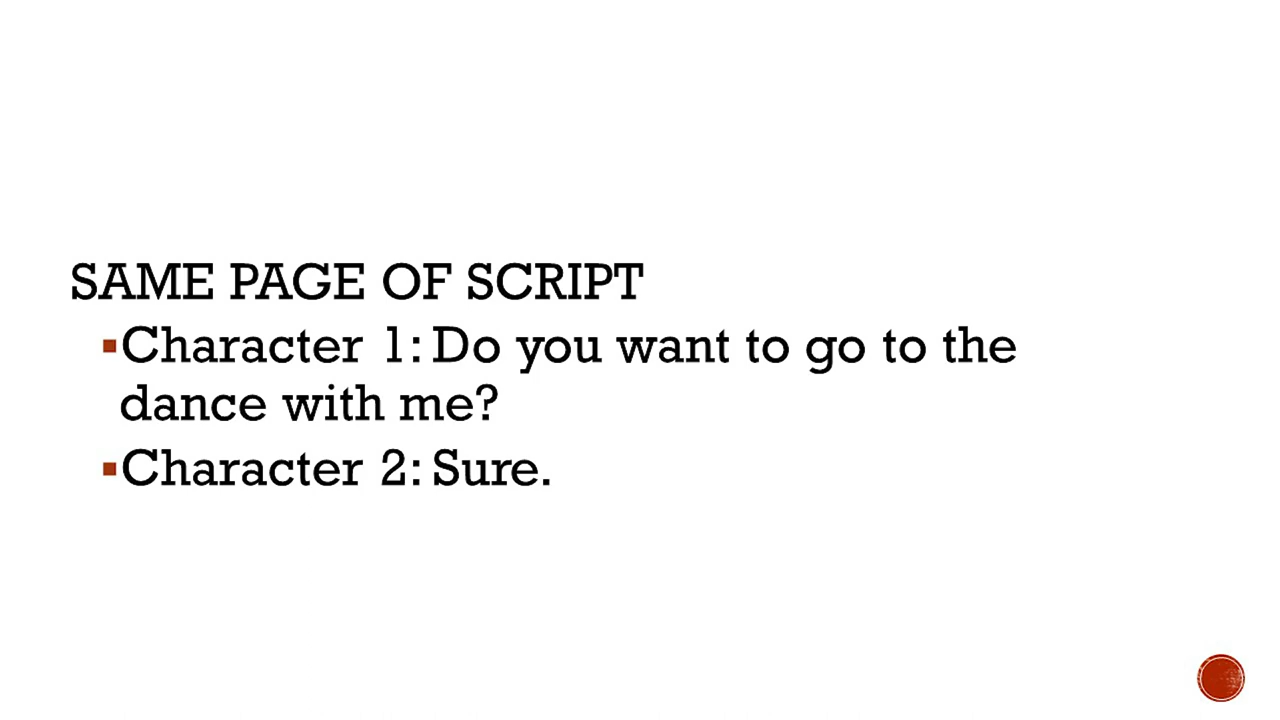 SAME PAGE OF SCRIPT
▪Character 1: Do you want to go to the
dance with me?
▪Character 2: Sure.